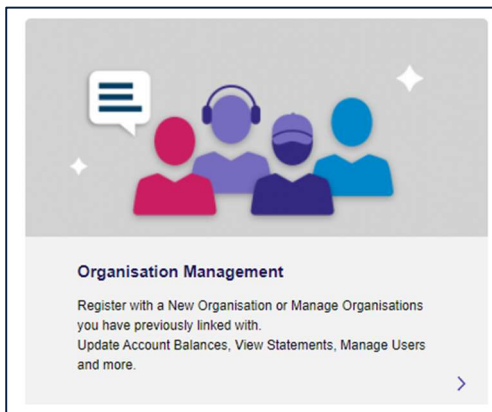 Organisation Management
Register with a New Organisation or Manage Organisations
you have previously linked with.
Update Account Balances, View Statements, Manage Users
and more.